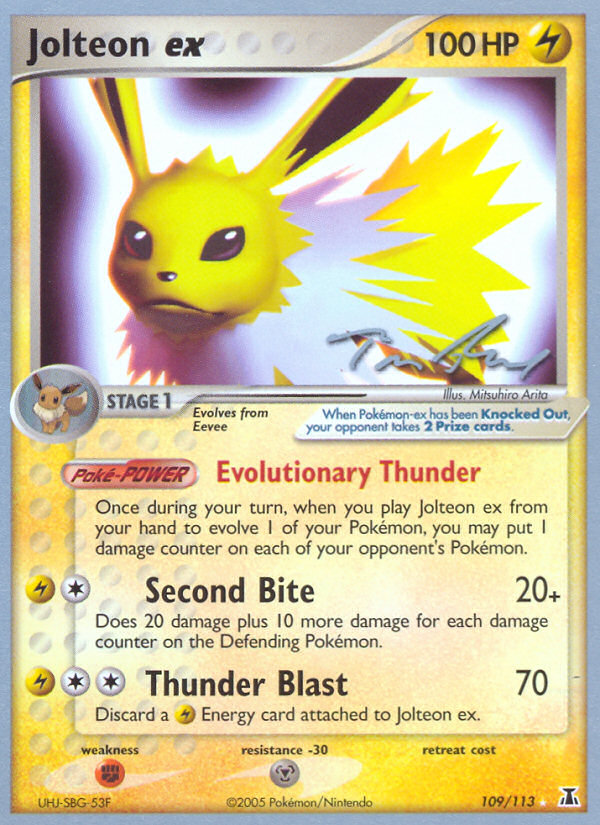 Jolteon ex
100 HP
Illus. Mitsuhiro Arita
STAGE 1
Evolves from
Eevee
When Pokémon-ex has been Knocked Out,
your opponent takes 2 Prize cards.
Poké-POWER Evolutionary Thunder
Once during your turn, when you play Jolteon ex from
your hand to evolve 1 of your Pokémon, you may put 1
damage counter on each of your opponent's Pokémon.
Second Bite 20+
Does 20 damage plus 10 more damage for each damage
counter on the Defending Pokémon.
Thunder Blast 70
Discard a Energy card attached to Jolteon ex.
weakness resistance -30 retreat cost
UHJ-SBG-53F ©2005 Pokémon/Nintendo 109/113